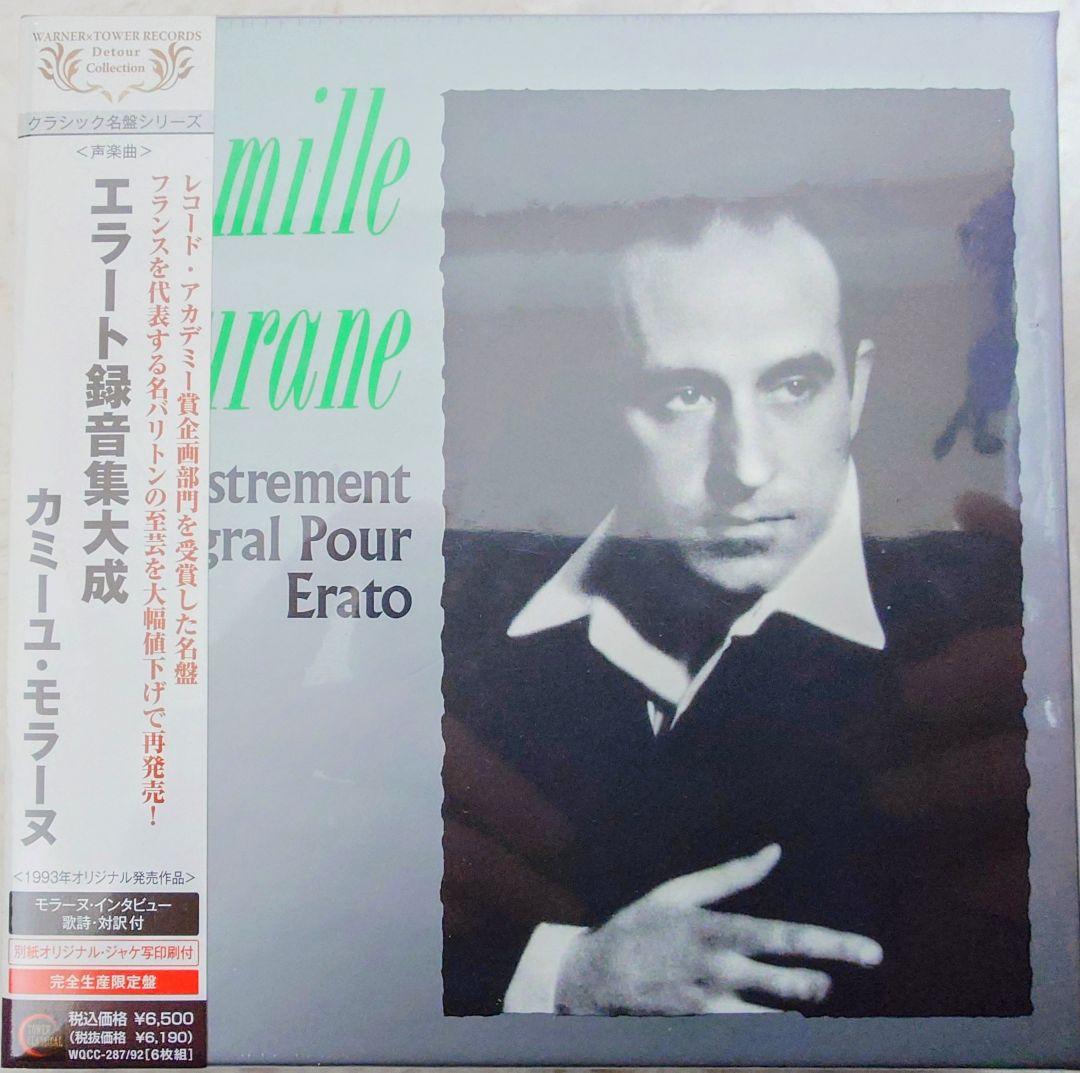 WARNER×TOWER RECORDS
Detour
Collection
クラシック名盤シリーズ
＜声楽曲＞
レコード・アカデミー賞企画部門を受賞した名盤
フランスを代表する名バリトンの至芸を大幅値下げで再発売！
エラート録音集大成
カミーユ・モラーヌ
＜1993年オリジナル発売作品＞
モラーヌ・インタビュー
歌詩・対訳付
別紙オリジナル・ジャケ写印刷付
完全生産限定盤
TOWER
CLASSICAL
税込価格 ¥6,500
(税抜価格 ¥6,190)
WQCC-287/92[6枚組]
mille
urane
strement
gral Pour
Erato